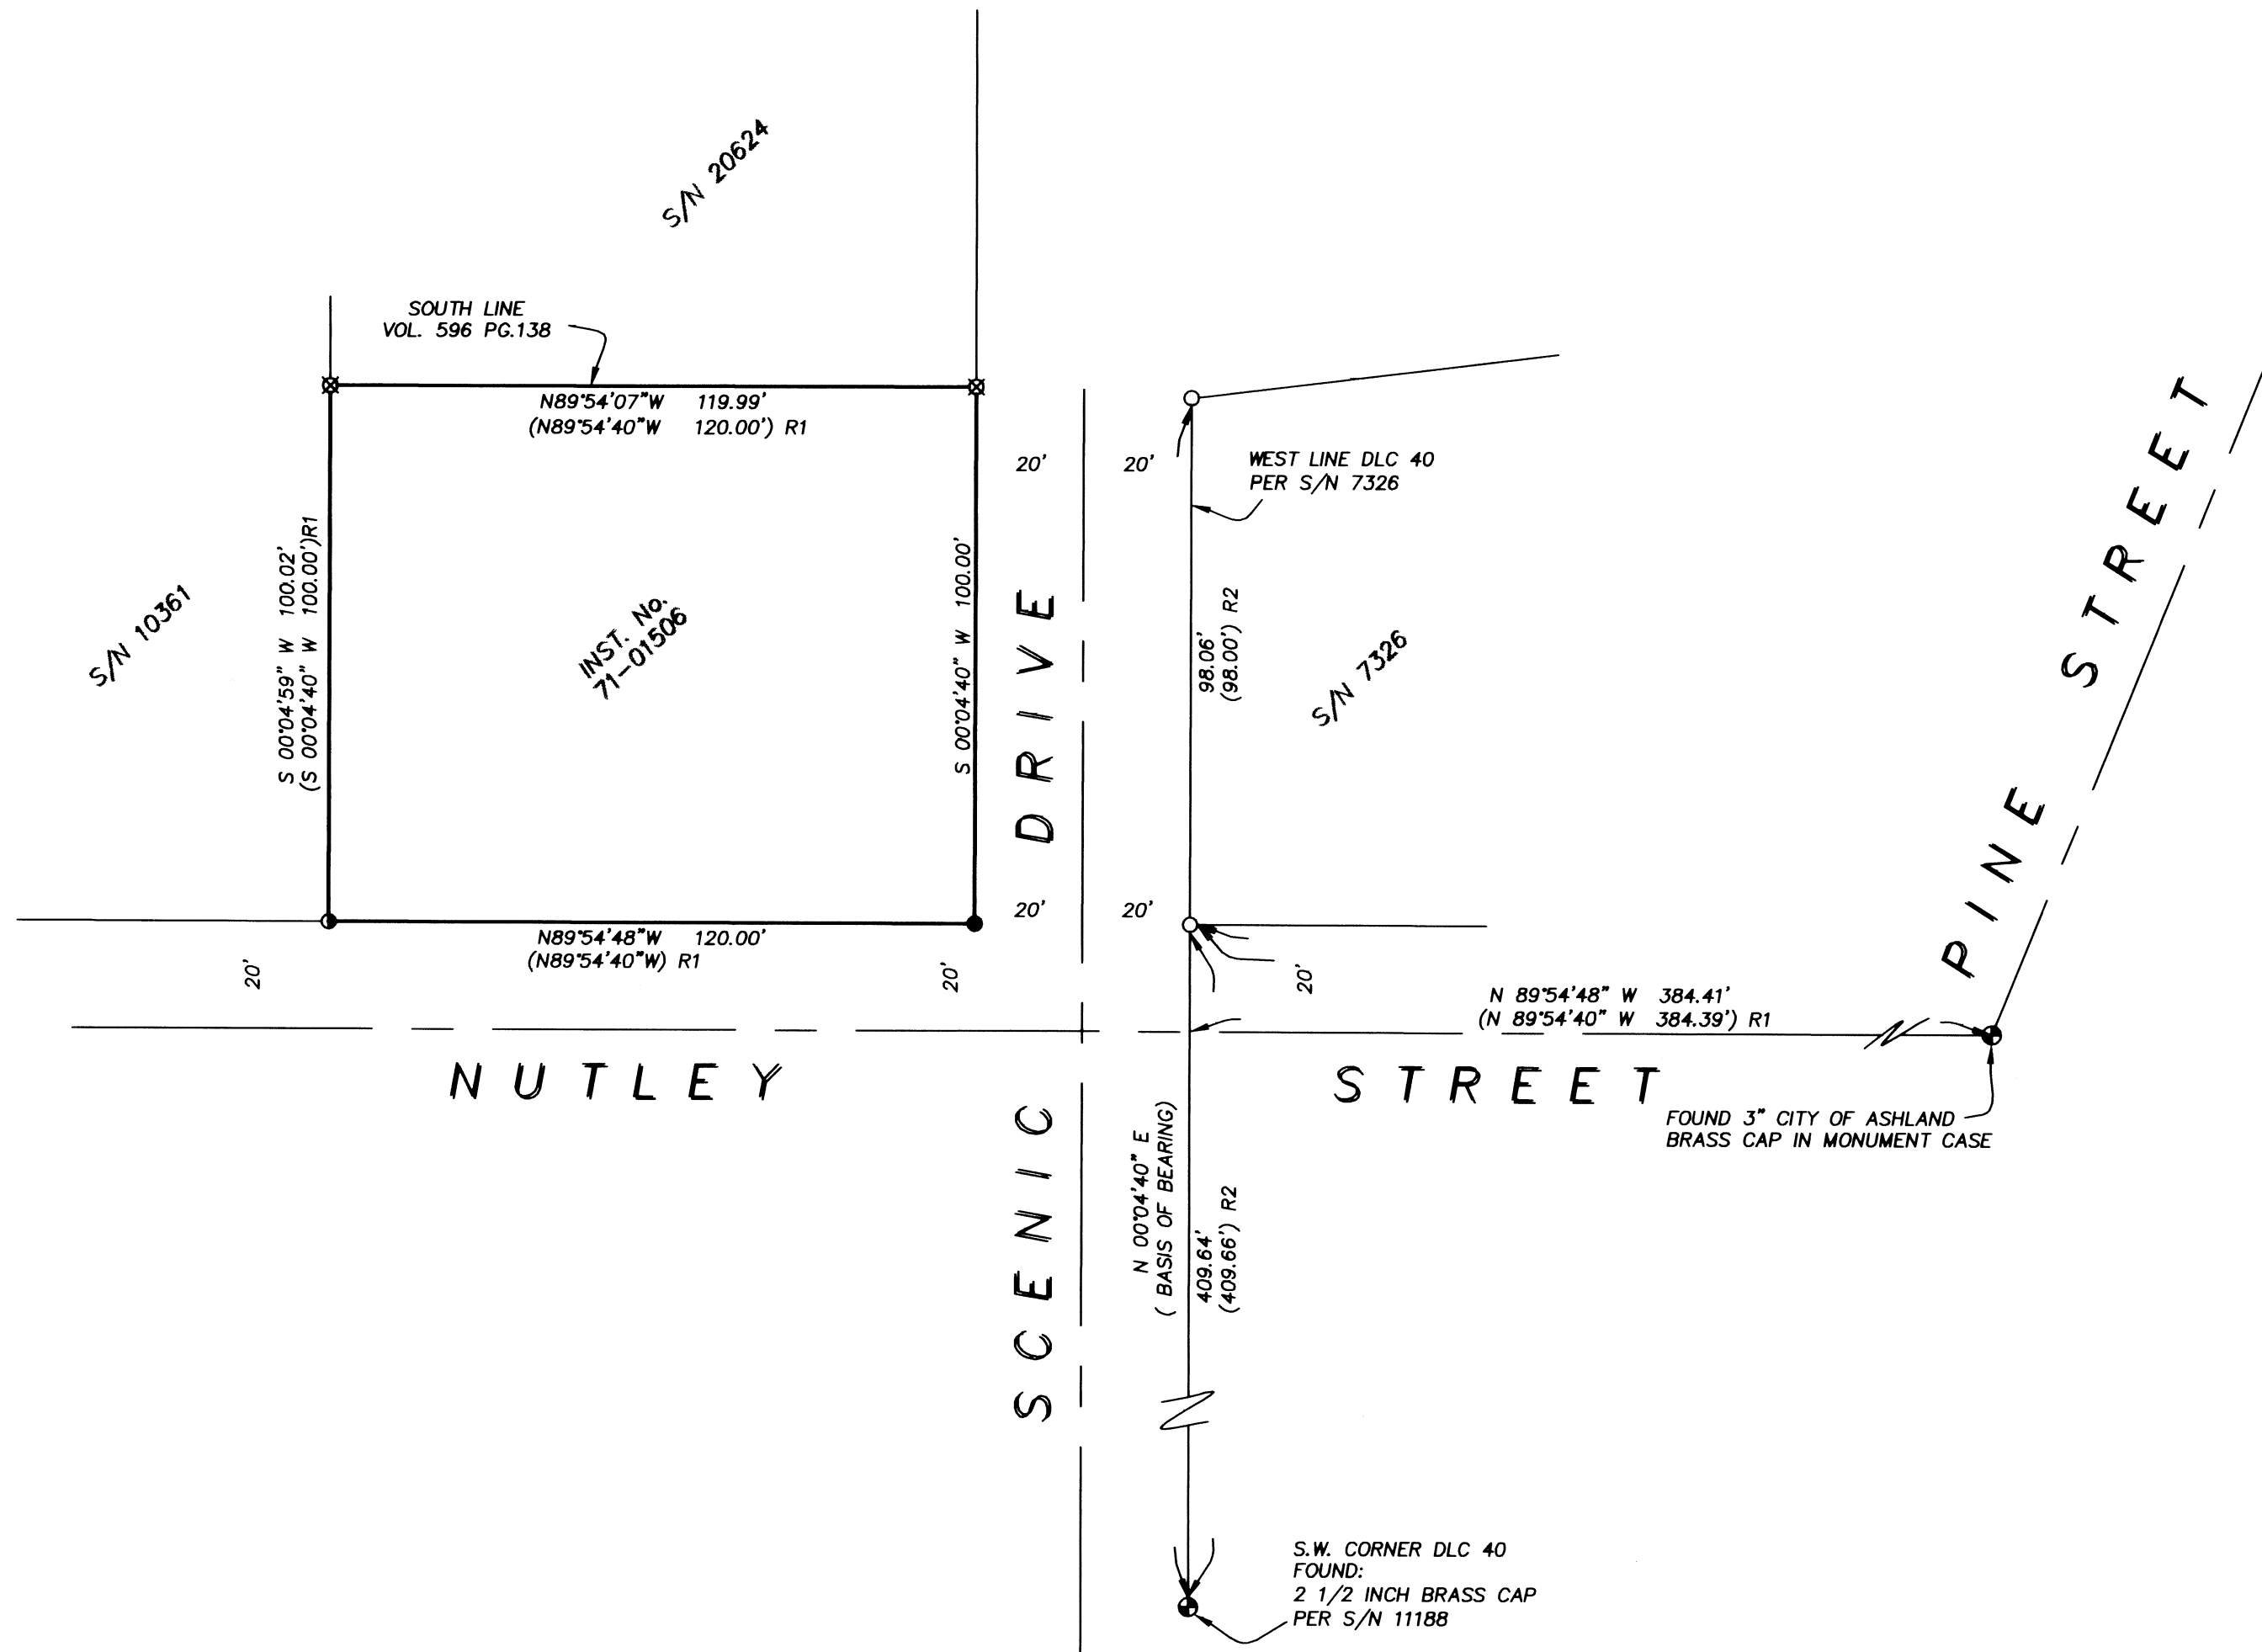 S/N 20624
SOUTH LINE
VOL. 596 PG.138
N89°54'07"W 119.99'
(N89°54'40"W 120.00') R1
20'
20'
WEST LINE DLC 40
PER S/N 7326
S 00°04'59" W 100.02'
(S 00°04'40" W 100.00')R1
S/N 10361
INST. No.
71-01506
S 00°04'40" W 100.00'
98.06'
(98.00') R2
S/N 7326
PINE STREET
20'
20'
N89°54'48"W 120.00'
(N89°54'40"W) R1
20'
20'
20'
N 89°54'48" W 384.41'
(N 89°54'40" W 384.39') R1
NUTLEY STREET
SCENIC DRIVE
FOUND 3" CITY OF ASHLAND
BRASS CAP IN MONUMENT CASE
N 00°04'40" E
( BASIS OF BEARING)
409.64'
(409.66') R2
S.W. CORNER DLC 40
FOUND:
2 1/2 INCH BRASS CAP
PER S/N 11188